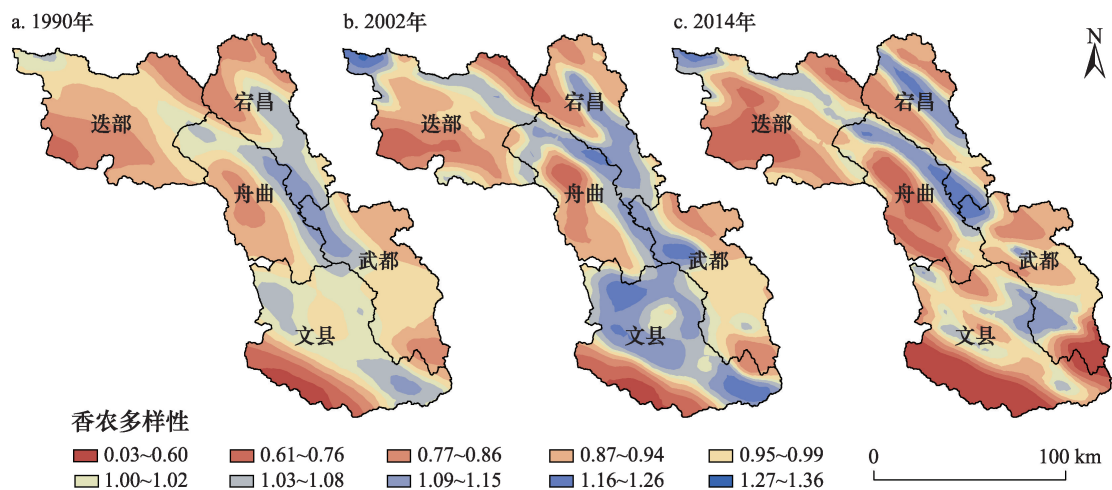 a. 1990年
b. 2002年
c. 2014年
N
迭部
宕昌
舟曲
武都
文县
迭部
宕昌
舟曲
武都
文县
迭部
宕昌
舟曲
武都
文县
香农多样性
0.03~0.60
0.61~0.76
0.77~0.86
0.87~0.94
0.95~0.99
1.00~1.02
1.03~1.08
1.09~1.15
1.16~1.26
1.27~1.36
0
100 km